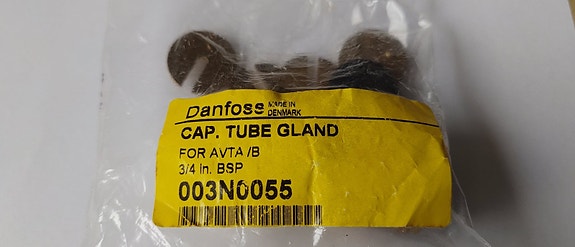 Danfoss MADE IN DENMARK
CAP. TUBE GLAND
FOR AVTA /B
3/4 in. BSP
003N0055